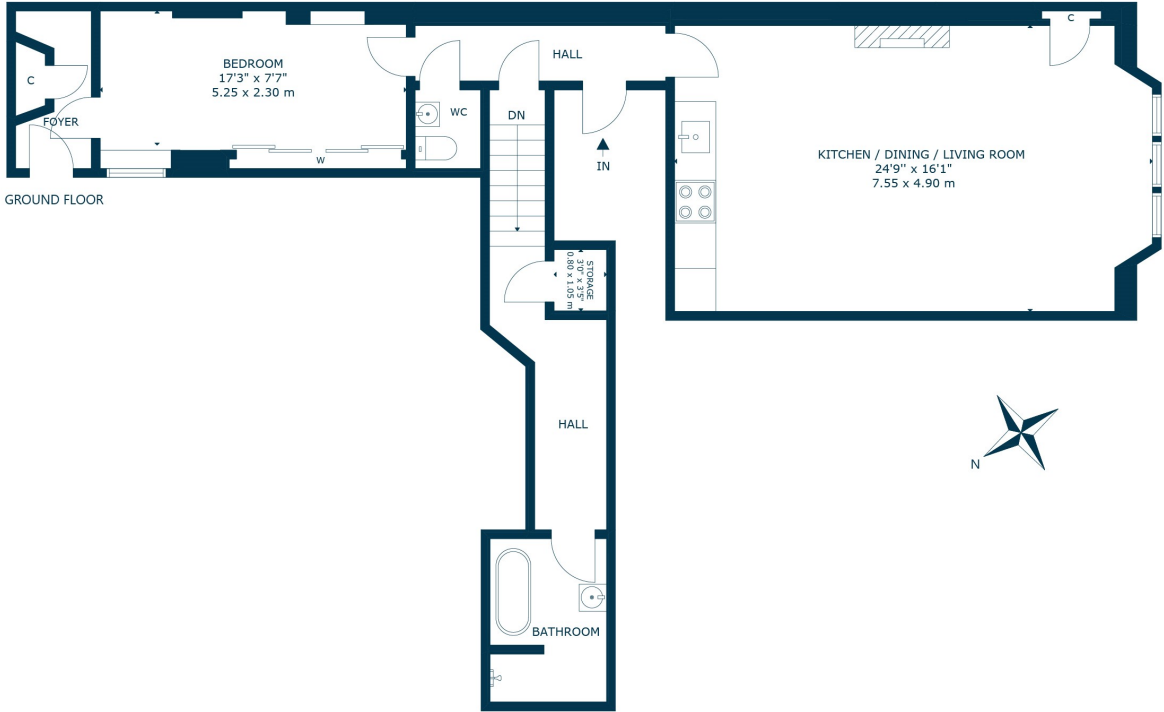 C
FOYER
GROUND FLOOR
BEDROOM
17'3" x 7'7"
5.25 x 2.30 m
W
WC
HALL
DN
IN
STORAGE
3'0" x 3'5"
0.80 x 1.05 m
HALL
BATHROOM
C
KITCHEN / DINING / LIVING ROOM
24'9'' x 16'1"
7.55 x 4.90 m
N